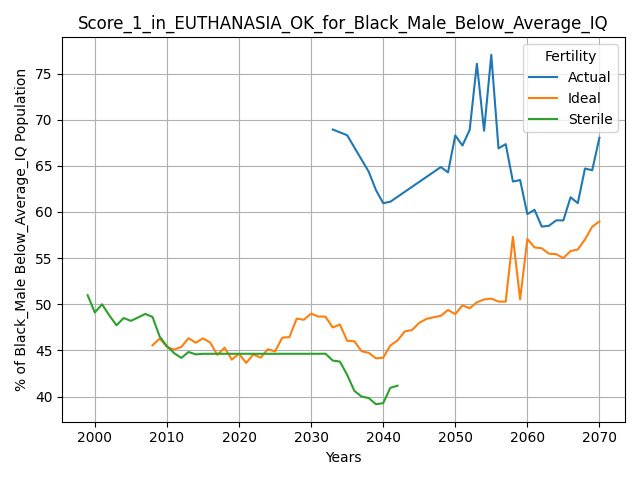 Score_1_in_EUTHANASIA_OK_for_Black_Male_Below_Average_IQ
Fertility
Actual
Ideal
Sterile
% of Black_Male Below_Average_IQ Population
75
70
65
60
55
50
45
40
2000 2010 2020 2030 2040 2050 2060 2070
Years